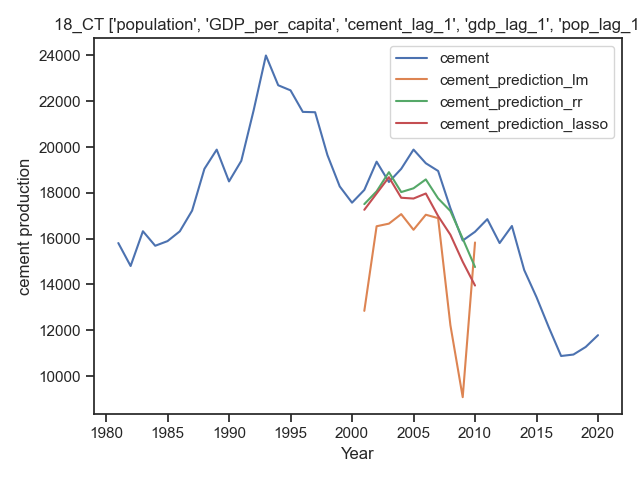 18_CT ['population', 'GDP_per_capita', 'cement_lag_1', 'gdp_lag_1', 'pop_lag_1
24000
22000
20000
18000
16000
14000
12000
10000
cement production
cement
cement_prediction_lm
cement_prediction_rr
cement_prediction_lasso
1980 1985 1990 1995 2000 2005 2010 2015 2020
Year